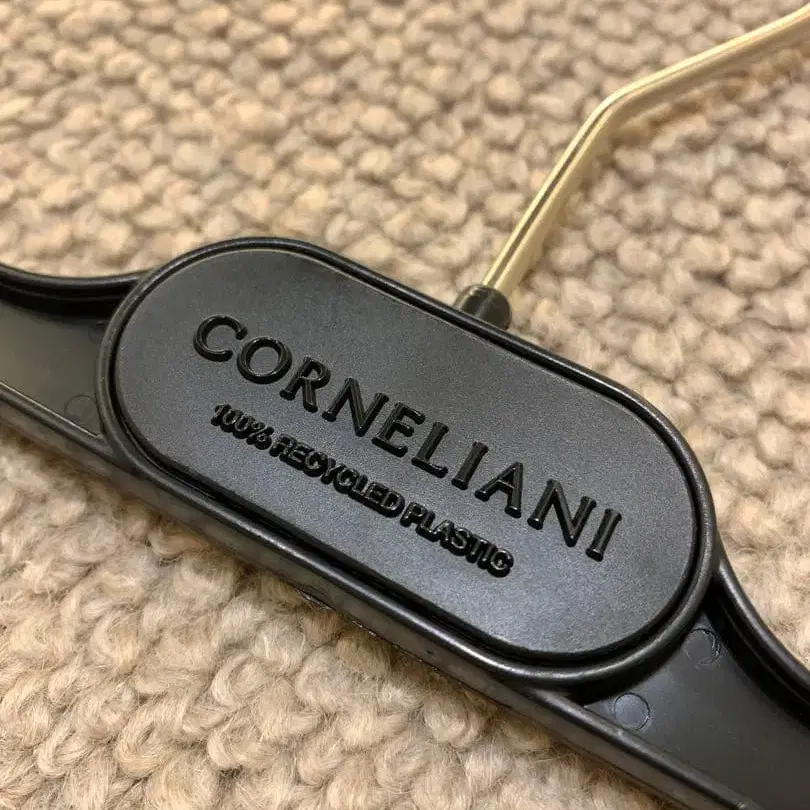 CORNELIANI
100% RECYCLED PLASTIC